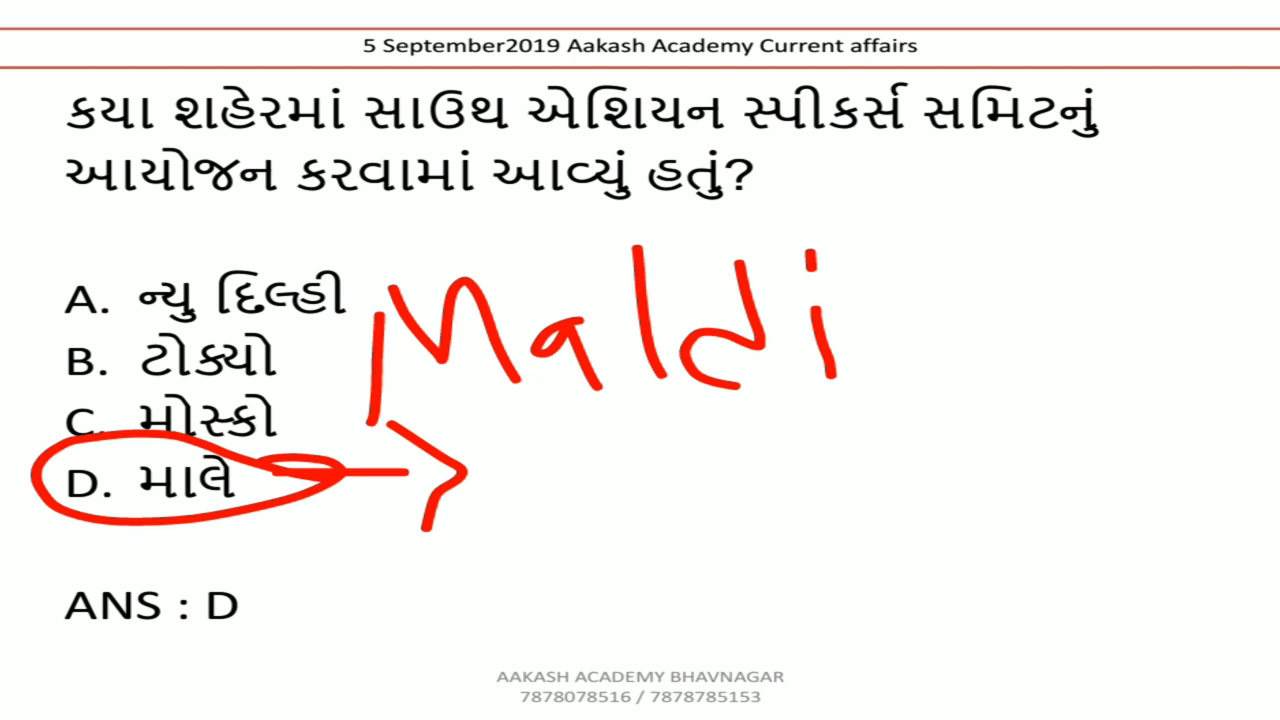 5 September2019 Aakash Academy Current affairs
કયા શહેરમાં સાઉથ એશિયન સ્પીકર્સ સમિટનું
આયોજન કરવામાં આવ્યું હતું?
A. ન્યુ દિલ્હી
B. ટોક્યો
C. મોસ્કો
D. માલે
Maldi
ANS : D
AAKASH ACADEMY BHAVNAGAR
7878078516 / 7878785153